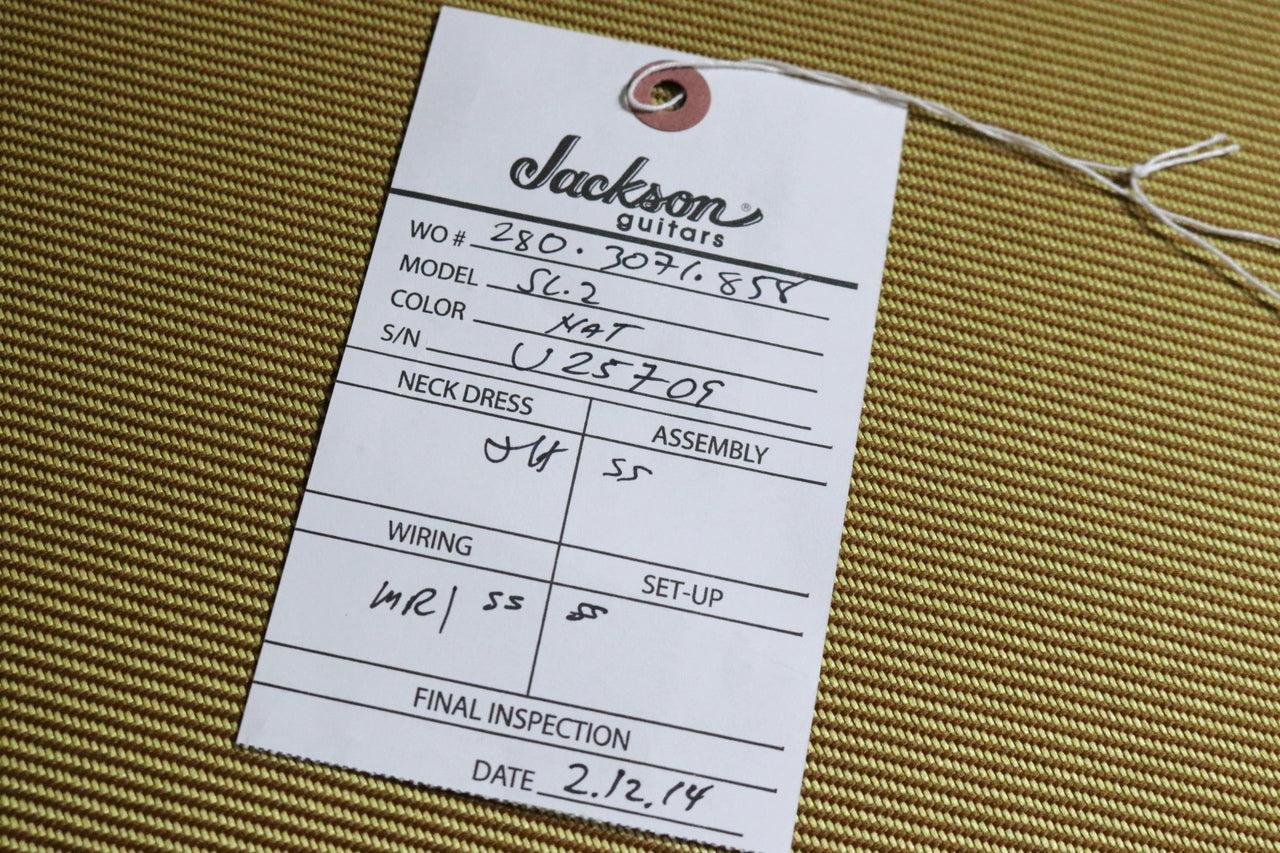 Jackson®
guitars
WO # 280.3071.858
MODEL SL.2
COLOR NAT
S/N U25709
NECK DRESS
ASSEMBLY
SS
WIRING
SET-UP
MR/ SS
SS
FINAL INSPECTION
DATE 2.12.14